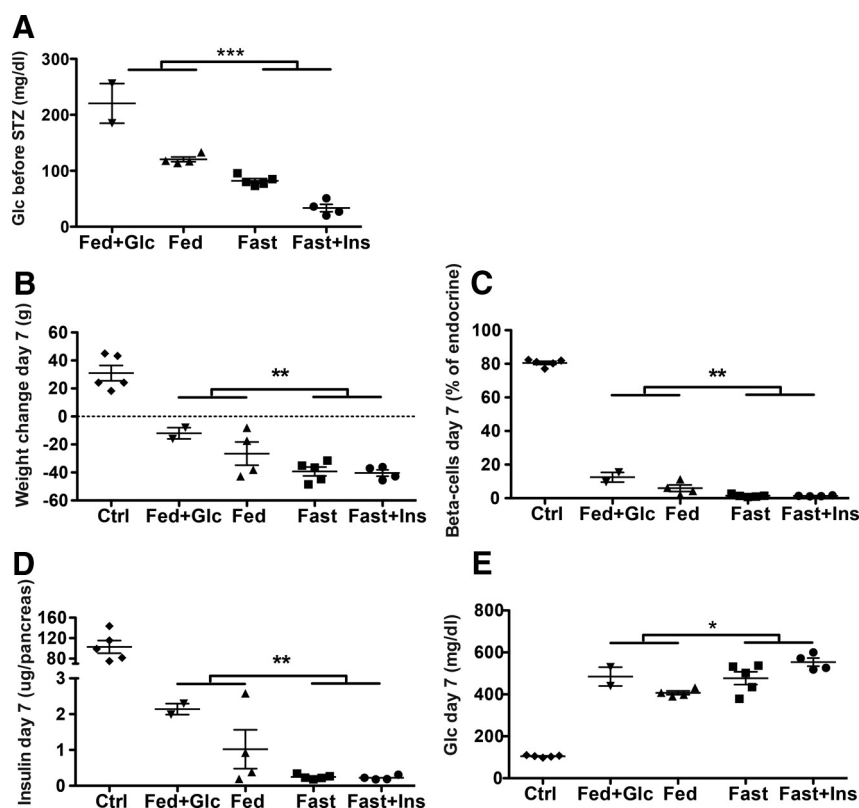 A
Glc before STZ (mg/dl)
300
200
100
0
***
Fed+Glc Fed Fast Fast+Ins
B
Weight change day 7 (g)
60
40
20
0
-20
-40
-60
**
Ctrl Fed+Glc Fed Fast Fast+Ins
C
Beta-cells day 7 (% of endocrine)
100
80
60
40
20
0
**
Ctrl Fed+Glc Fed Fast Fast+Ins
D
Insulin day 7 (ug/pancreas)
160
120
80
3
2
1
0
**
Ctrl Fed+Glc Fed Fast Fast+Ins
E
Glc day 7 (mg/dl)
800
600
400
200
0
*
Ctrl Fed+Glc Fed Fast Fast+Ins